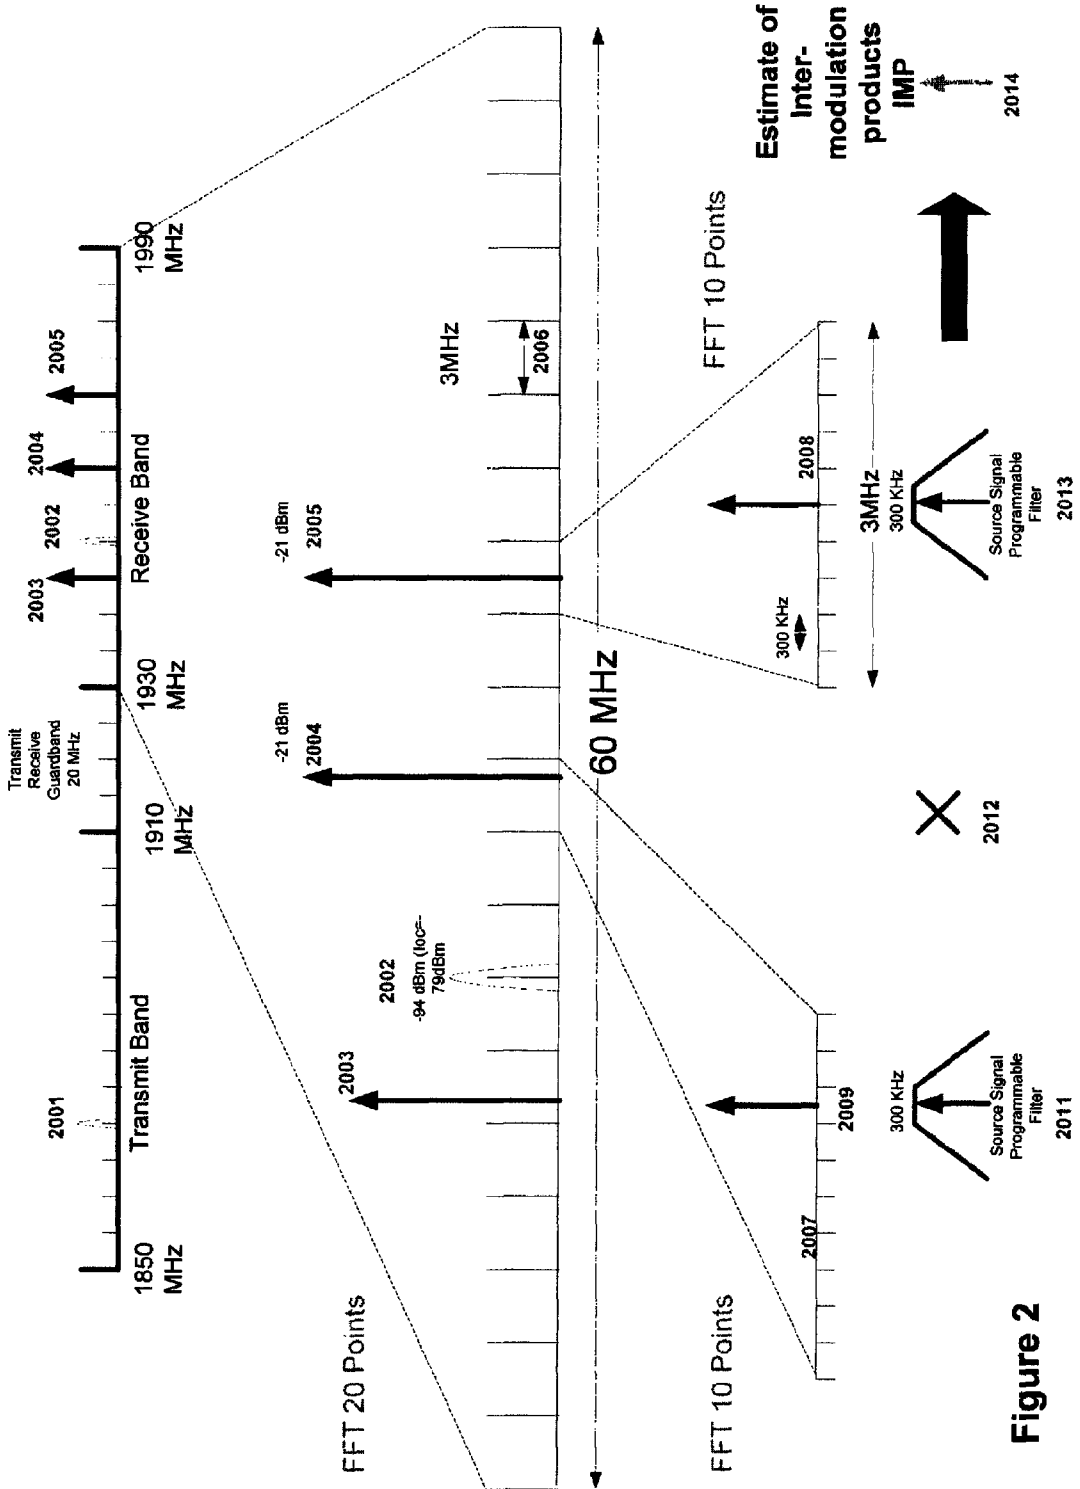 Transmit
Receive
Guardband
20 MHz
2001
2003
2002
2004
2005
Transmit Band
Receive Band
1850
MHz
1910
MHz
1930
MHz
1990
MHz
FFT 20 Points
2003
2002
-94 dBm (Ioc=-
79dBm
-21 dBm
2004
-21 dBm
2005
3MHz
2006
60 MHz
FFT 10 Points
FFT 10 Points
2007
2009
300 KHz
2008
3MHz
300 KHz
Source Signal
Programmable
Filter
2011
2012
300 KHz
Source Signal
Programmable
Filter
2013
Estimate of
Inter-
modulation
products
IMP
2014
Figure 2